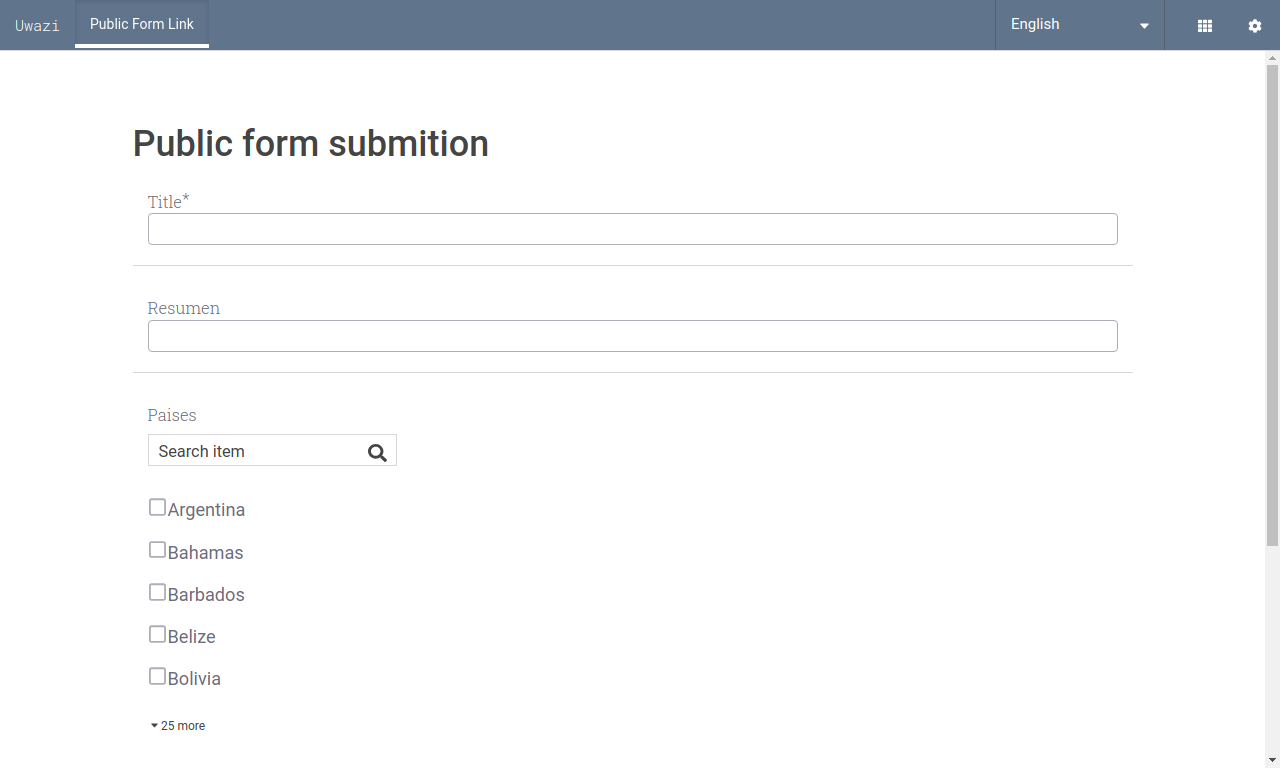 Uwazi
Public Form Link
English
Public form submition
Title*
Resumen
Paises
Search item
Argentina
Bahamas
Barbados
Belize
Bolivia
25 more